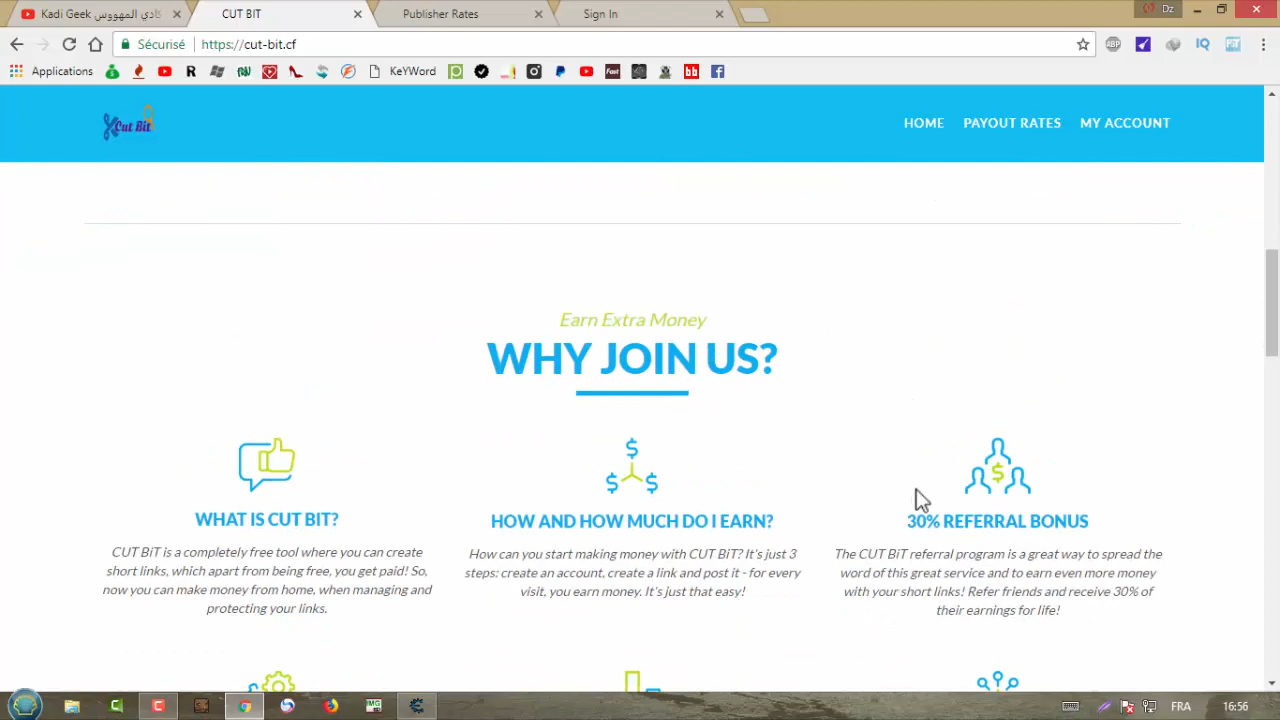 Kadi Geek كادي المهووس
CUT BIT
Publisher Rates
Sign In
Dz
Sécurisé
https://cut-bit.cf
ABP
IQ
Applications
R
KeYWord
Fast
bb
Cut Bit
HOME
PAYOUT RATES
MY ACCOUNT
Earn Extra Money
WHY JOIN US?
WHAT IS CUT BIT?
CUT BiT is a completely free tool where you can create
short links, which apart from being free, you get paid! So,
now you can make money from home, when managing and
protecting your links.
HOW AND HOW MUCH DO I EARN?
How can you start making money with CUT BiT? It's just 3
steps: create an account, create a link and post it - for every
visit, you earn money. It's just that easy!
30% REFERRAL BONUS
The CUT BiT referral program is a great way to spread the
word of this great service and to earn even more money
with your short links! Refer friends and receive 30% of
their earnings for life!
IMG
FRA
16:56